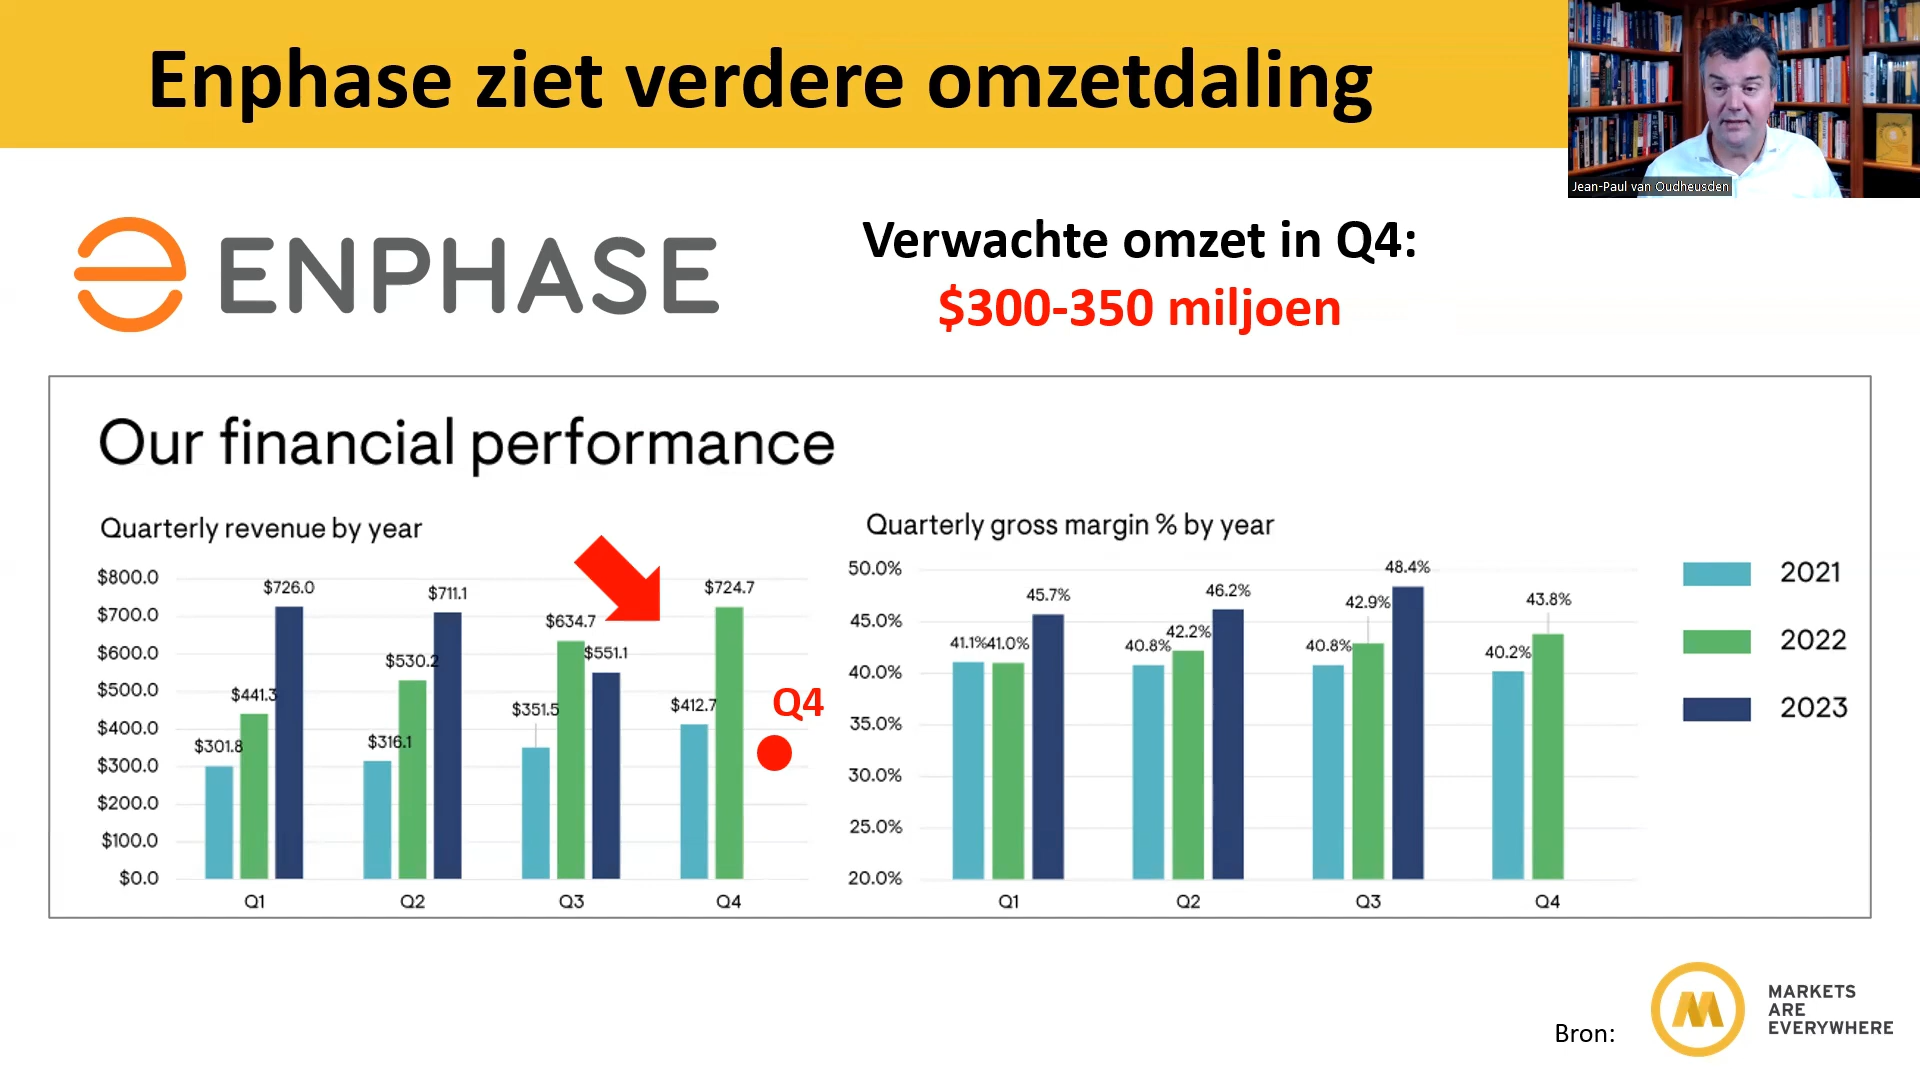 Enphase ziet verdere omzetdaling
Jean-Paul van Oudheusden
ENPHASE
Verwachte omzet in Q4:
$300-350 miljoen
Our financial performance
Quarterly revenue by year
$800.0
$700.0
$600.0
$500.0
$400.0
$300.0
$200.0
$100.0
$0.0
$301.8
$441.3
$726.0
$316.1
$530.2
$711.1
$351.5
$634.7
$551.1
$412.7
$724.7
Q4
Q1
Q2
Q3
Q4
Quarterly gross margin % by year
50.0%
45.0%
40.0%
35.0%
30.0%
25.0%
20.0%
41.1%
41.0%
45.7%
40.8%
42.2%
46.2%
40.8%
42.9%
48.4%
40.2%
43.8%
Q1
Q2
Q3
Q4
2021
2022
2023
Bron:
MARKETS
ARE
EVERYWHERE